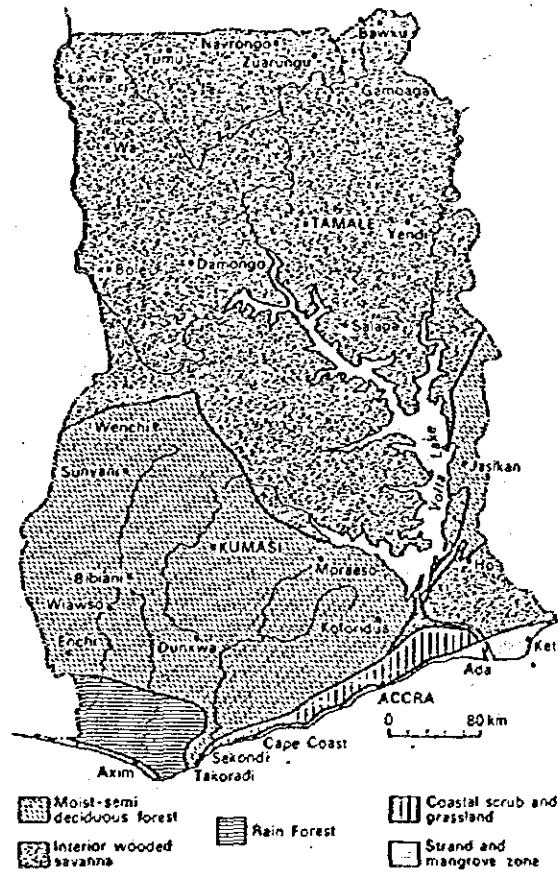 Bawku
Navrongo
Tumu
Zuarungu
Lawra
Gambaga
Wa
TAMALE
Yendi
Bole
Damongo
Salaga
Wenchi
Volta Lake
Sunyani
Jasikan
KUMASI
Bibiani
Ho
Wiawso
Enchi
Dunkwa
Koforidua
Ada
Ket
ACCRA
0 80 km
Cape Coast
Sekondi
Axim
Takoradi
Moist-semi
deciduous forest
Interior wooded
savanna
Rain Forest
Coastal scrub and
grassland
Strand and
mangrove zone